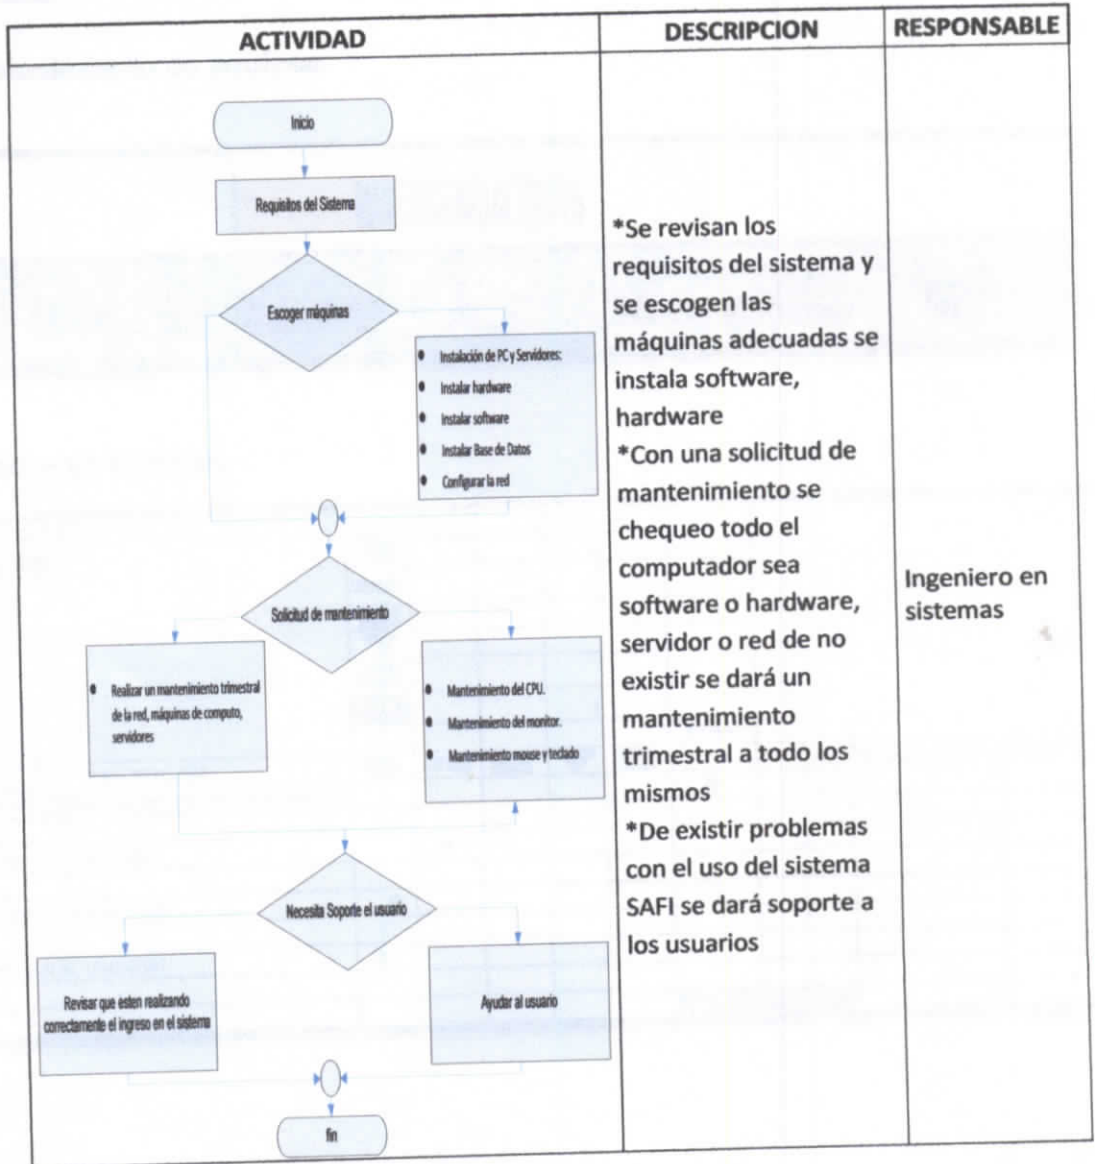 ACTIVIDAD
DESCRIPCION
RESPONSABLE
Inicio
Requisitos del Sistema
Escoger máquinas
• Instalación de PC y Servidores:
• Instalar hardware
• Instalar software
• Instalar Base de Datos
• Configurar la red
Solicitud de mantenimiento
• Realizar un mantenimiento trimestral
de la red, máquinas de computo,
servidores
• Mantenimiento del CPU.
• Mantenimiento del monitor.
• Mantenimiento mouse y teclado
Necesita Soporte el usuario
Revisar que esten realizando
correctamente el ingreso en el sistema
Ayudar al usuario
fin
*Se revisan los
requisitos del sistema y
se escogen las
máquinas adecuadas se
instala software,
hardware
*Con una solicitud de
mantenimiento se
chequeo todo el
computador sea
software o hardware,
servidor o red de no
existir se dará un
mantenimiento
trimestral a todo los
mismos
*De existir problemas
con el uso del sistema
SAFI se dará soporte a
los usuarios
Ingeniero en
sistemas